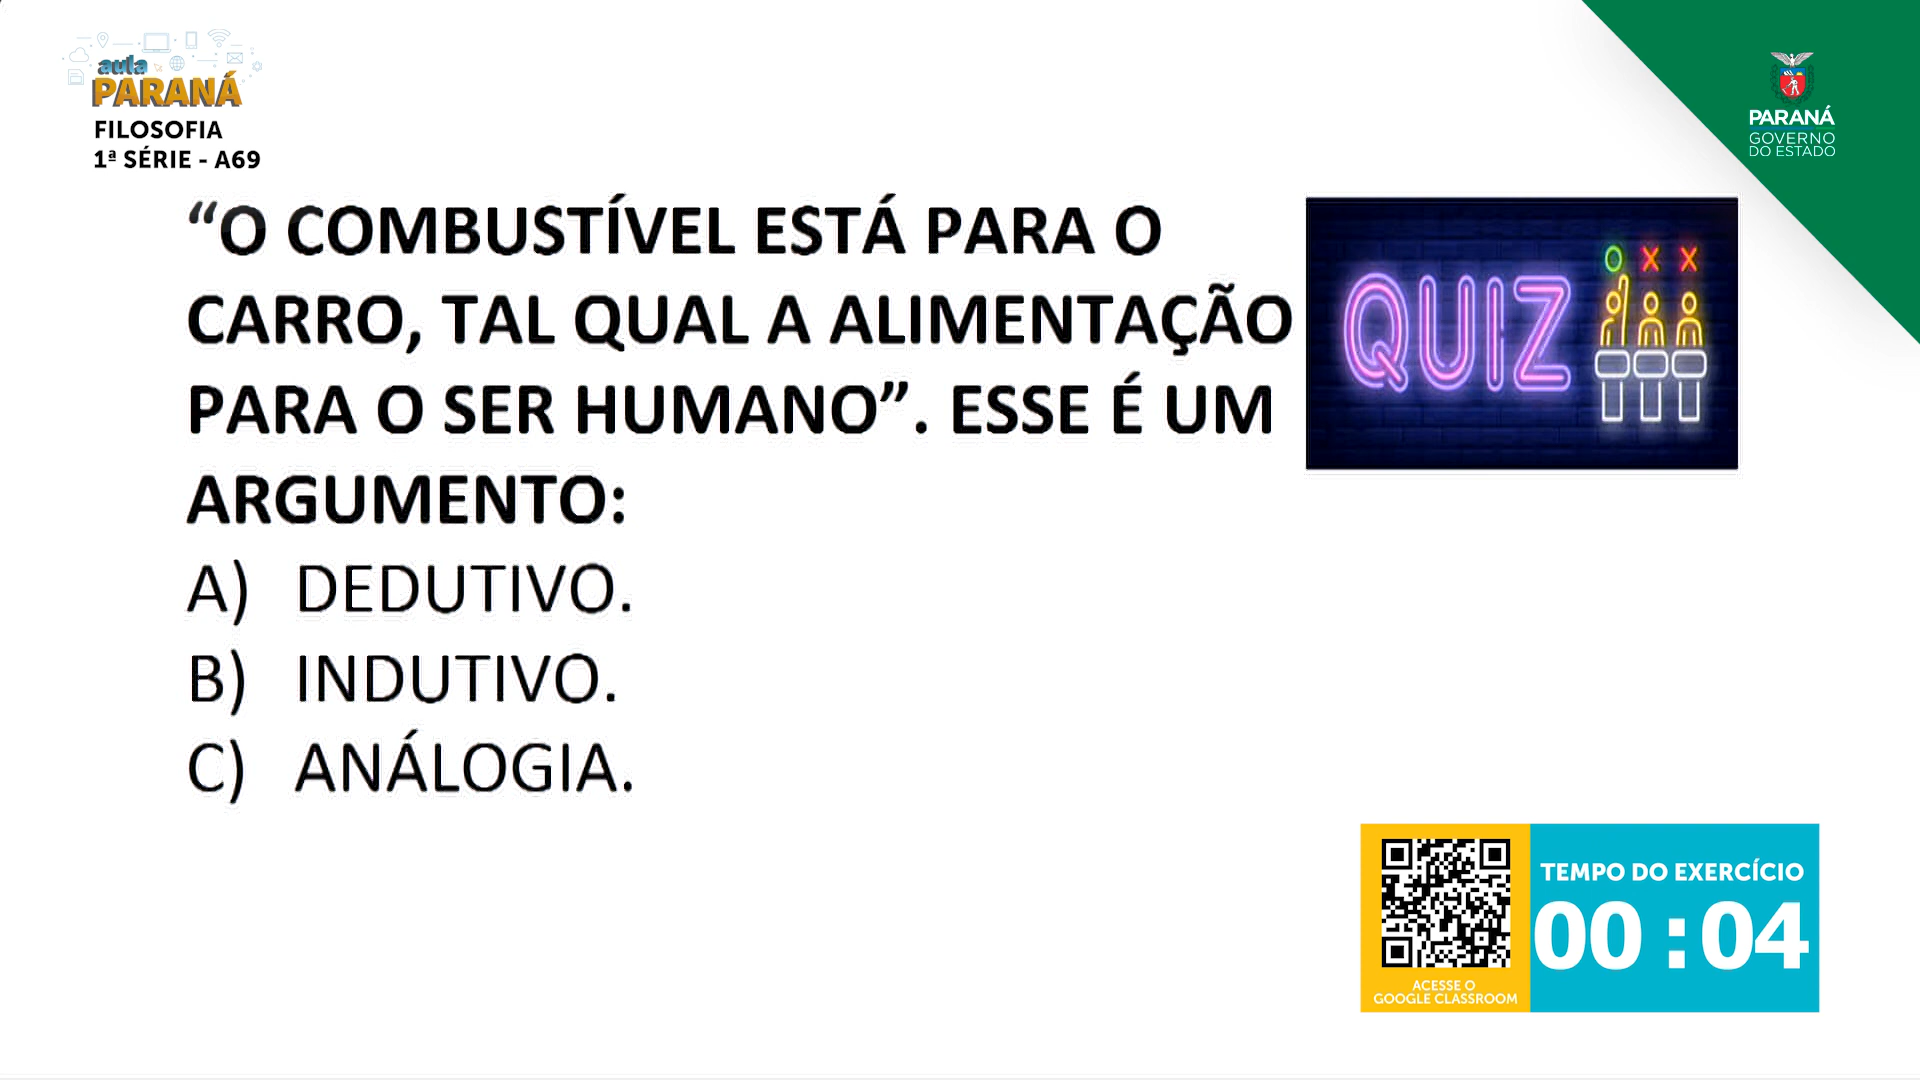 aula
PARANÁ
FILOSOFIA
1ª SÉRIE - A69
PARANÁ
GOVERNO
DO ESTADO
“O COMBUSTÍVEL ESTÁ PARA O
CARRO, TAL QUAL A ALIMENTAÇÃO
PARA O SER HUMANO”. ESSE É UM
ARGUMENTO:
A) DEDUTIVO.
B) INDUTIVO.
C) ANÁLOGIA.
QUIZ
TEMPO DO EXERCÍCIO
00:04
ACESSE O
GOOGLE CLASSROOM